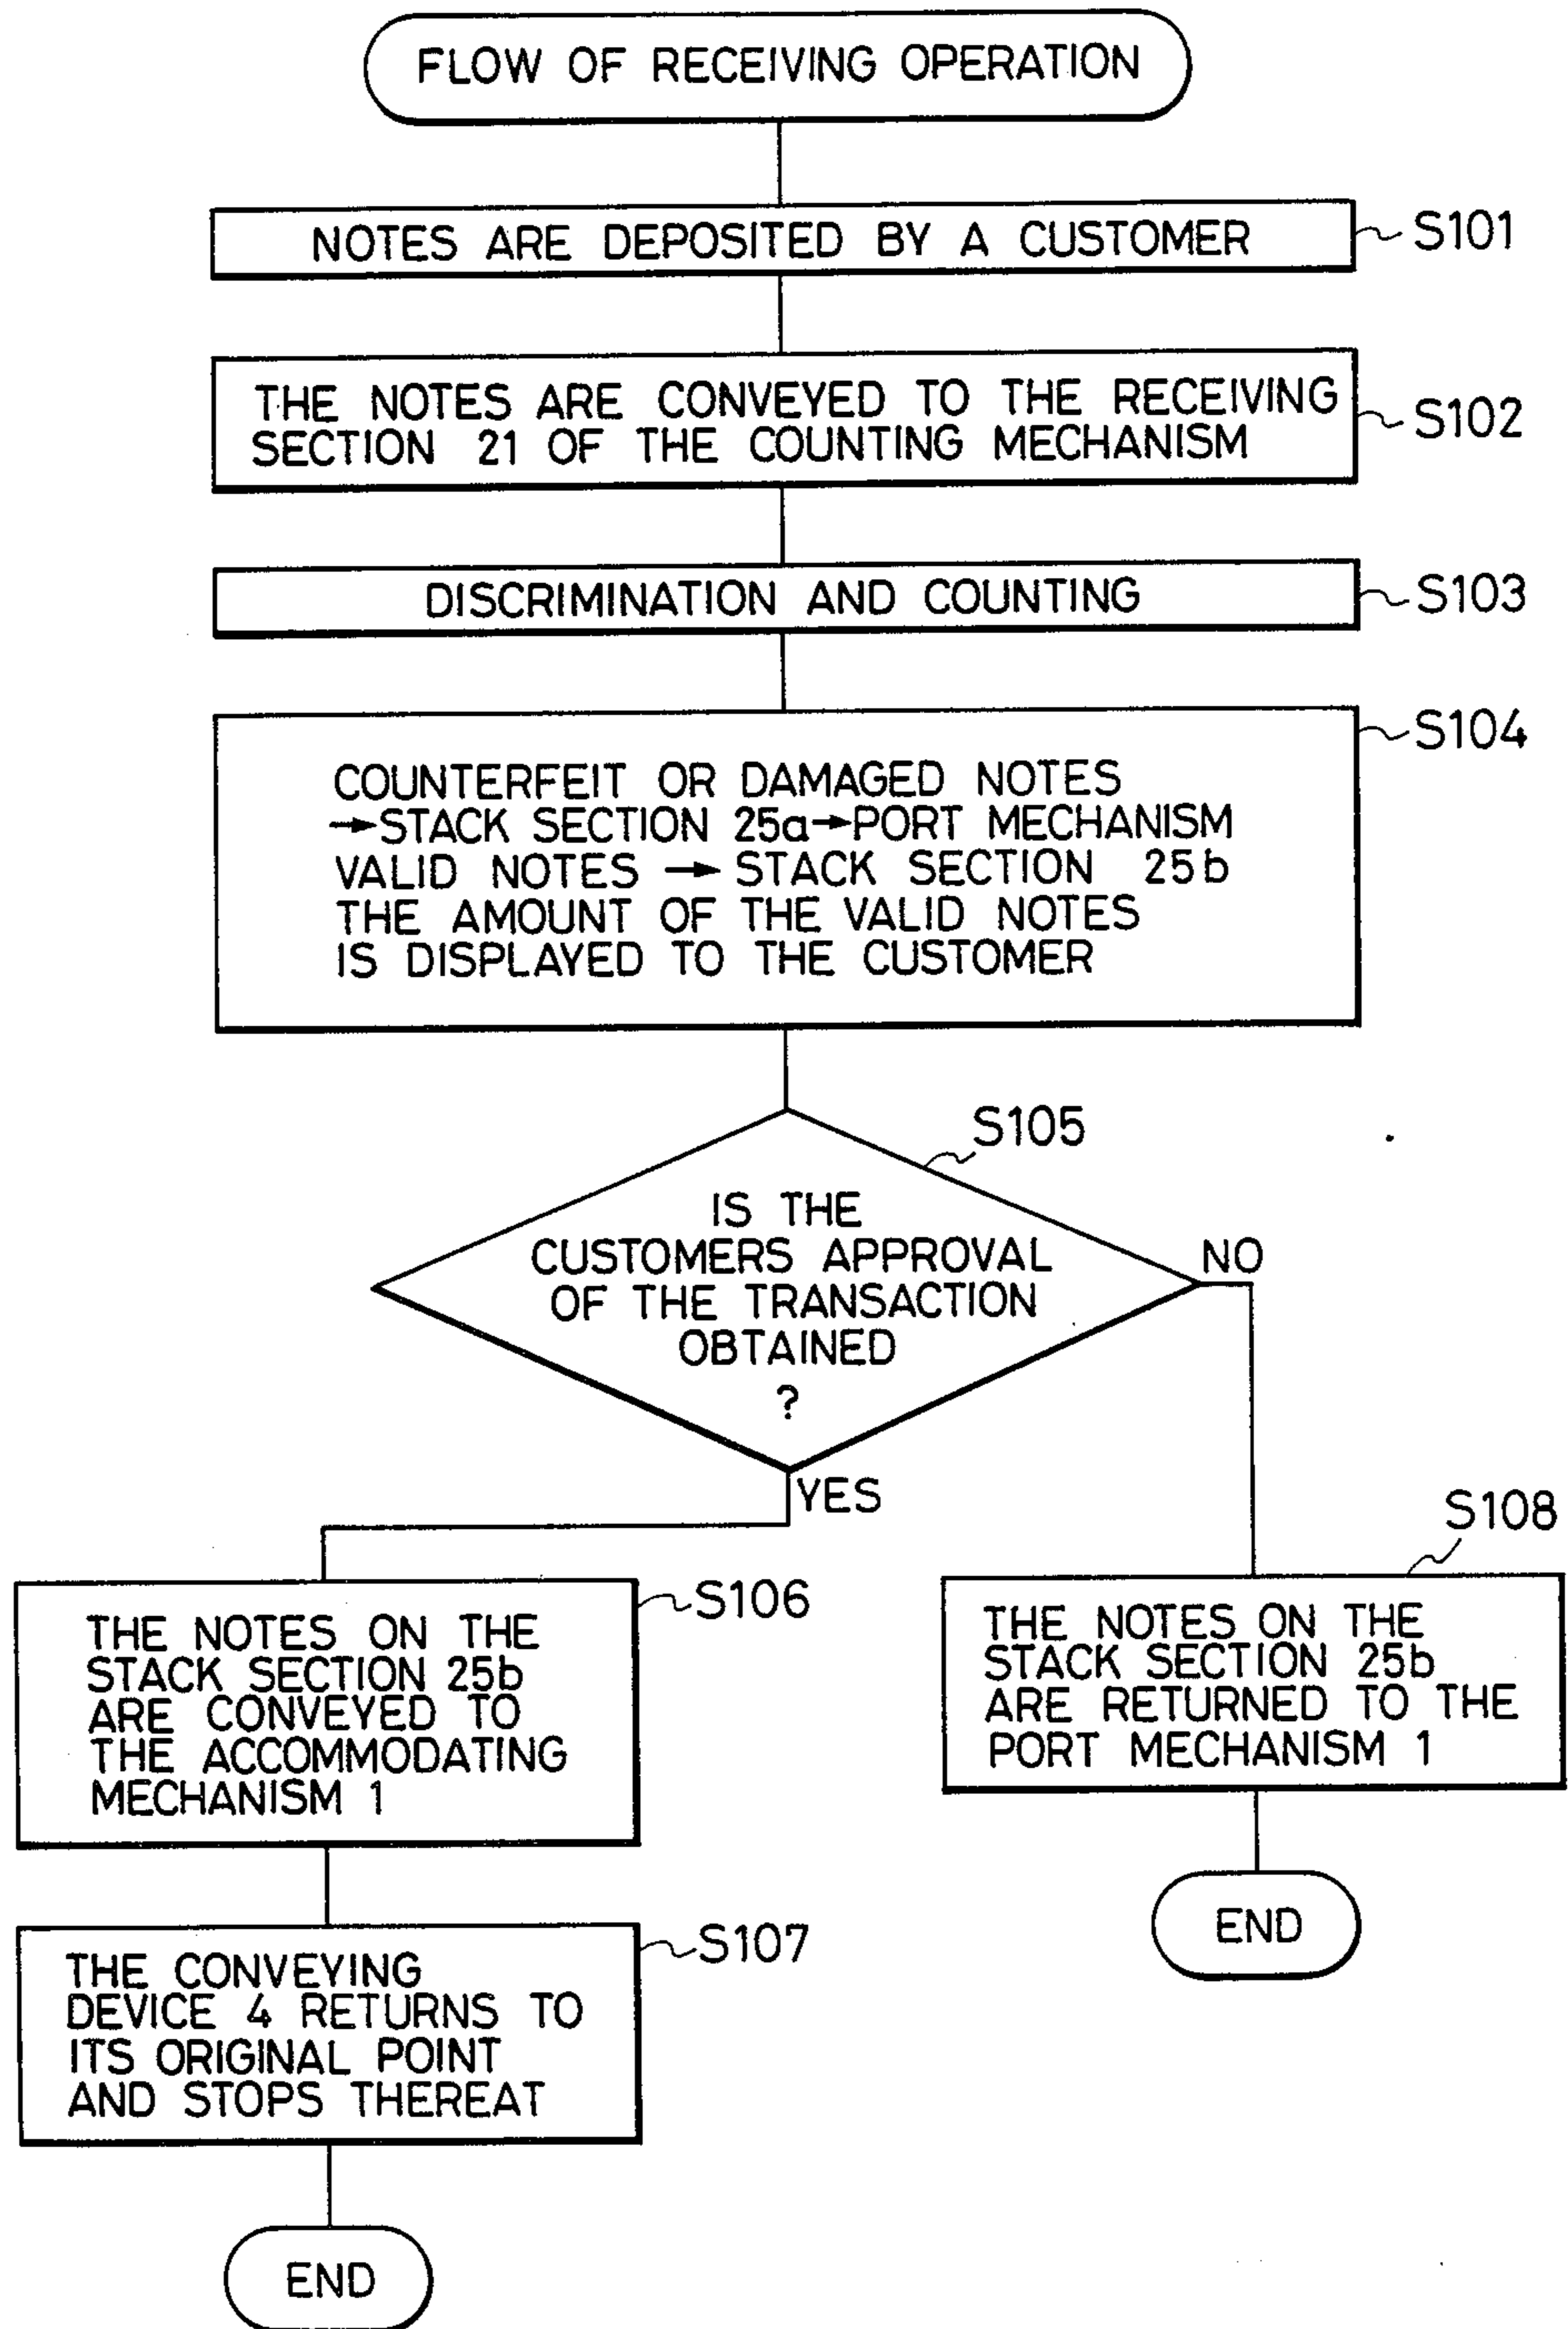 FLOW OF RECEIVING OPERATION
NOTES ARE DEPOSITED BY A CUSTOMER
S101
THE NOTES ARE CONVEYED TO THE RECEIVING
SECTION 21 OF THE COUNTING MECHANISM
S102
DISCRIMINATION AND COUNTING
S103
S104
COUNTERFEIT OR DAMAGED NOTES
→STACK SECTION 25a→PORT MECHANISM
VALID NOTES → STACK SECTION 25b
THE AMOUNT OF THE VALID NOTES
IS DISPLAYED TO THE CUSTOMER
S105
IS THE
CUSTOMERS APPROVAL
OF THE TRANSACTION
OBTAINED
?
NO
YES
S106
THE NOTES ON THE
STACK SECTION 25b
ARE CONVEYED TO
THE ACCOMMODATING
MECHANISM 1
S107
THE CONVEYING
DEVICE 4 RETURNS TO
ITS ORIGINAL POINT
AND STOPS THEREAT
END
S108
THE NOTES ON THE
STACK SECTION 25b
ARE RETURNED TO THE
PORT MECHANISM 1
END